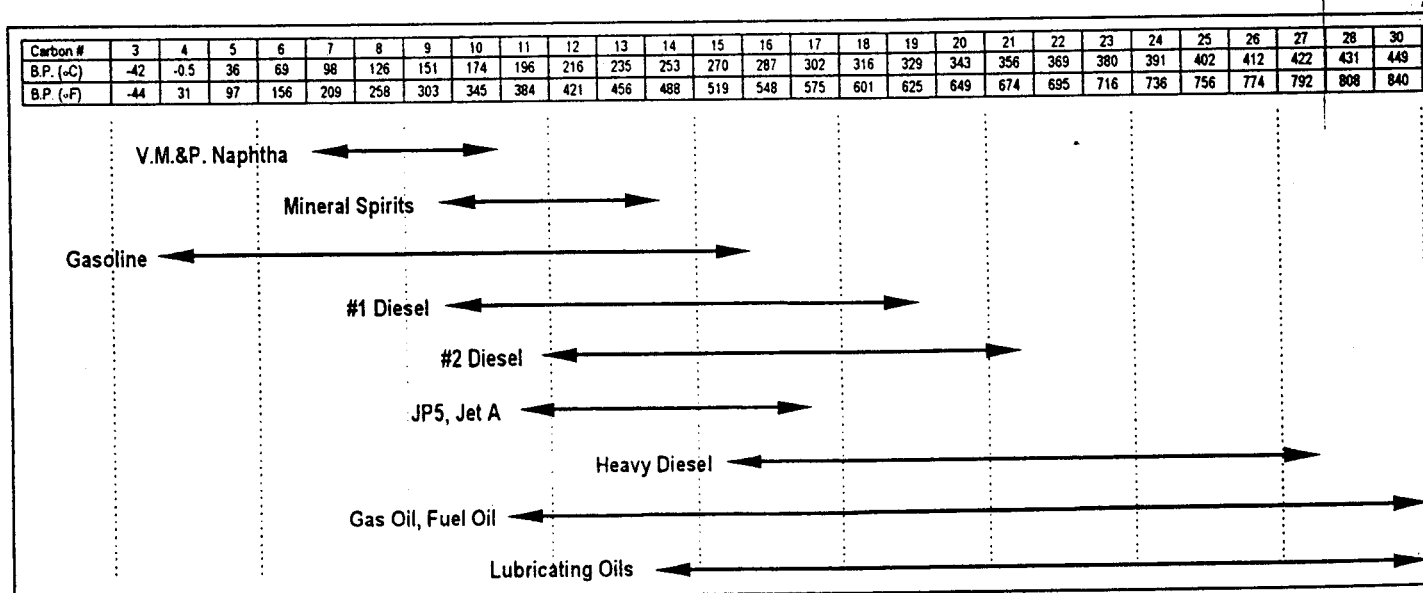 Carbon # 3 4 5 6 7 8 9 10 11 12 13 14 15 16 17 18 19 20 21 22 23 24 25 26 27 28 30
B.P. (∘C) -42 -0.5 36 69 98 126 151 174 196 216 235 253 270 287 302 316 329 343 356 369 380 391 402 412 422 431 449
B.P. (∘F) -44 31 97 156 209 258 303 345 384 421 456 488 519 548 575 601 625 649 674 695 716 736 756 774 792 808 840
V.M.&P. Naphtha
Mineral Spirits
Gasoline
#1 Diesel
#2 Diesel
JP5, Jet A
Heavy Diesel
Gas Oil, Fuel Oil
Lubricating Oils